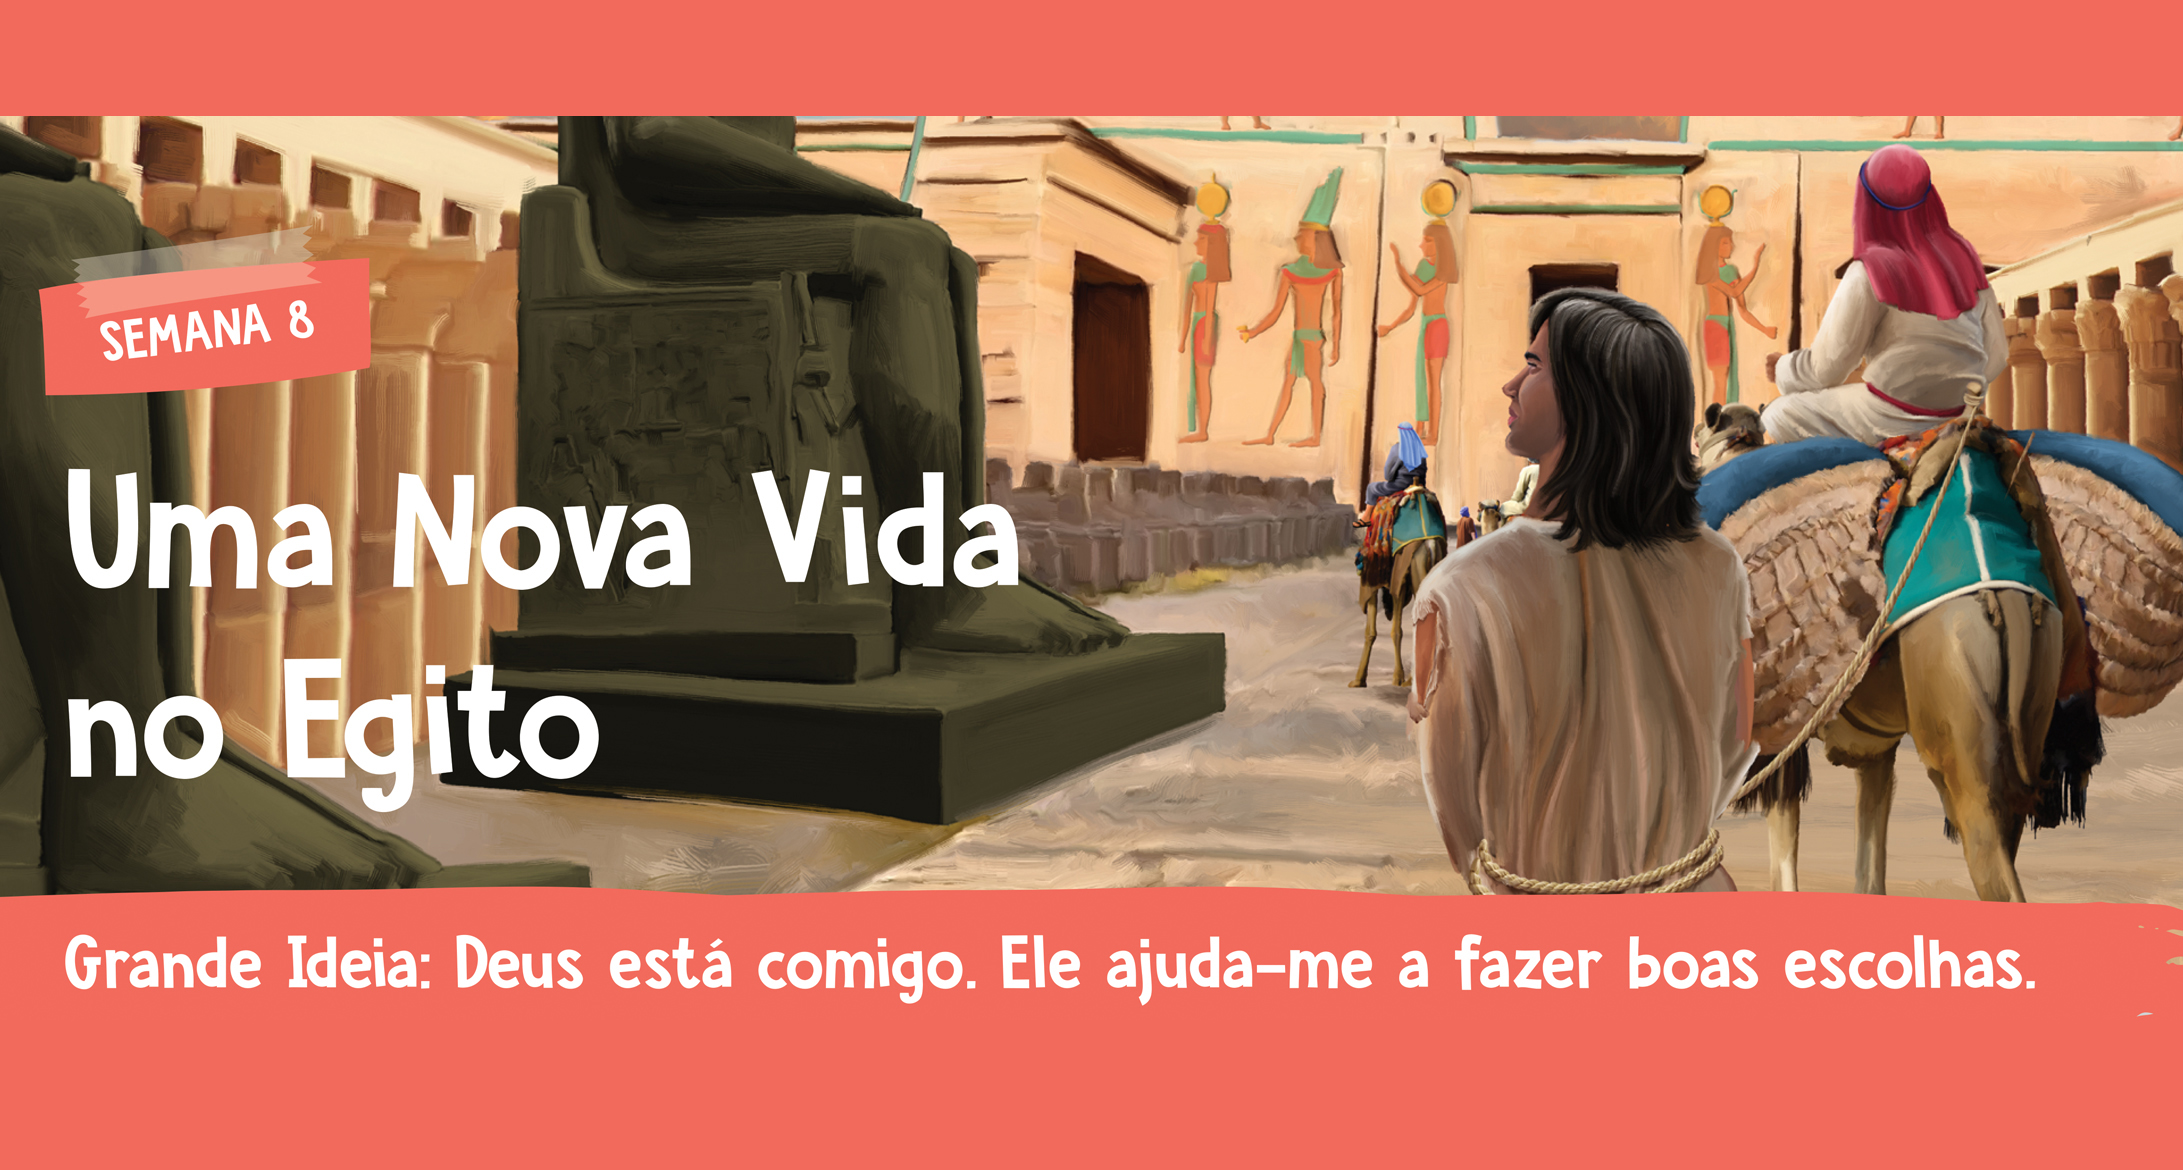 SEMANA 8
Uma Nova Vida
no Egito
Grande Ideia: Deus está comigo. Ele ajuda-me a fazer boas escolhas.